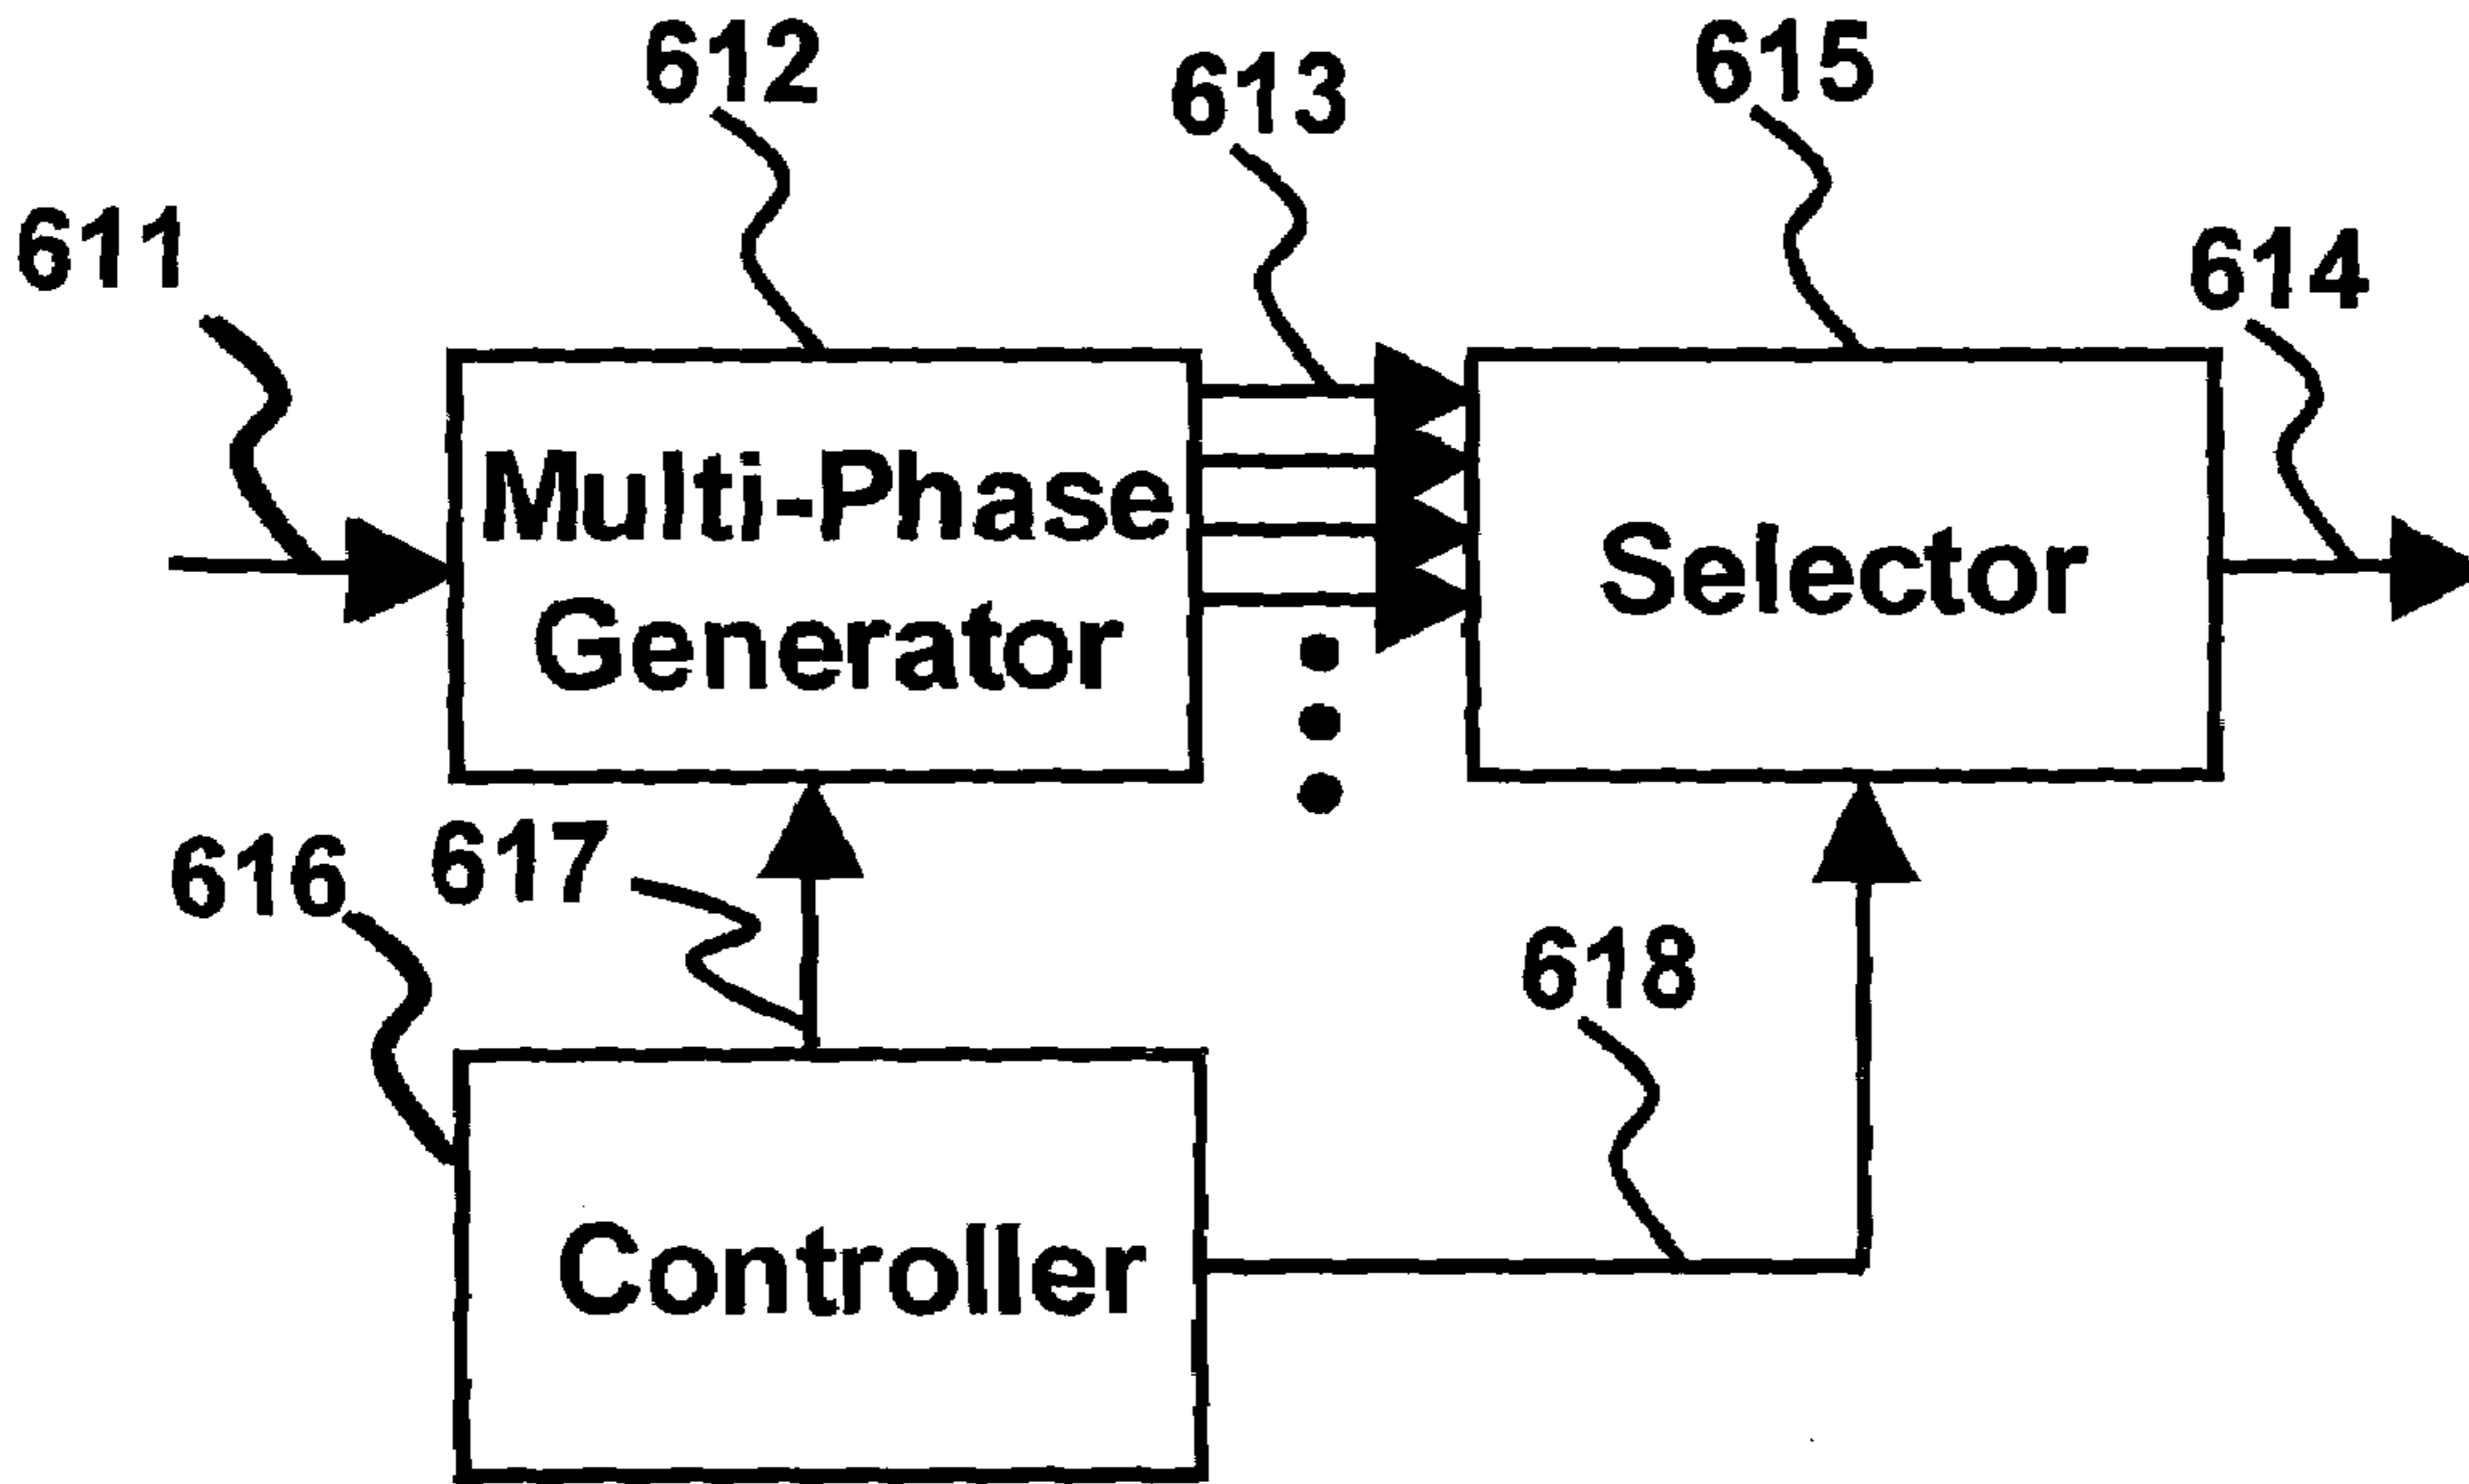 612
613
615
611
614
Multi-Phase
Generator
Selector
616
617
618
Controller